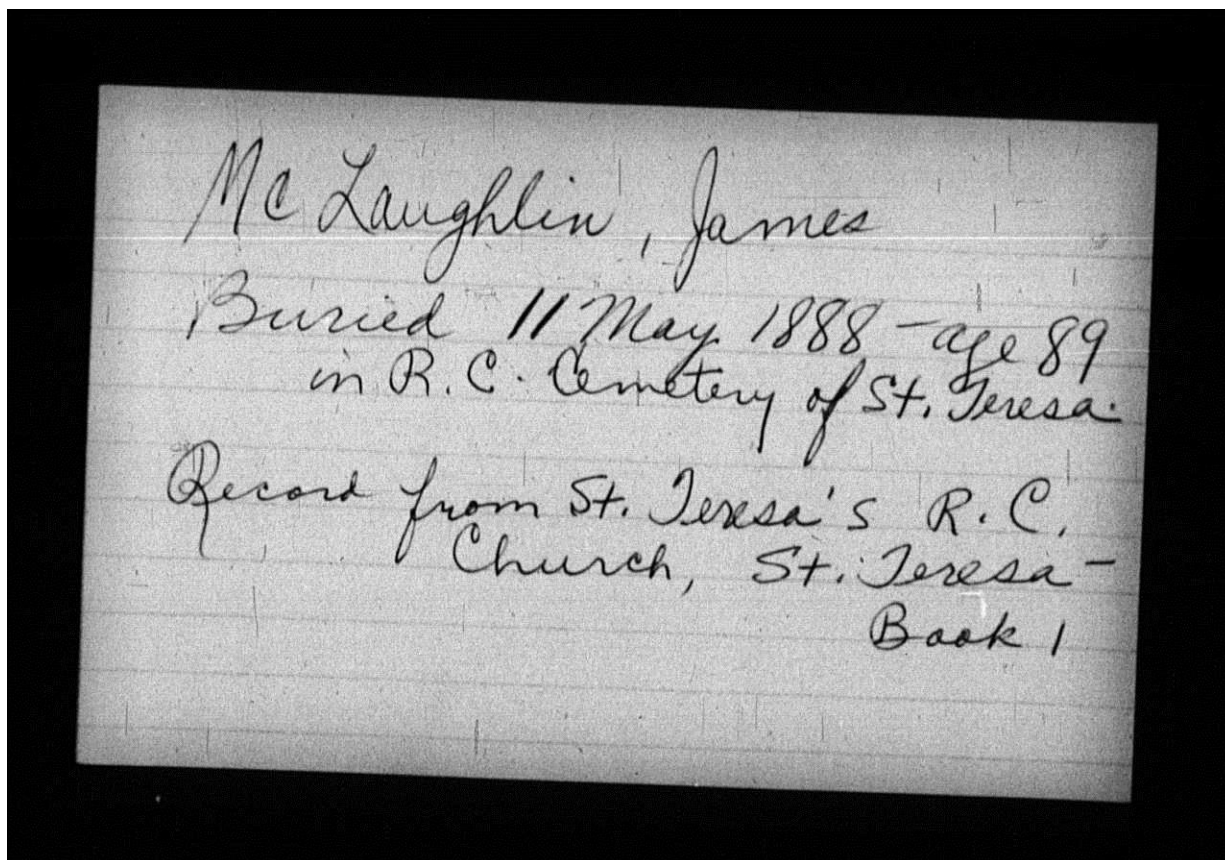 Mc Laughlin, James
Buried 11 May 1888 - age 89
in R.C. Cemetery of St. Teresa.
Record from St. Teresa's R.C.
Church, St. Teresa -
Book 1